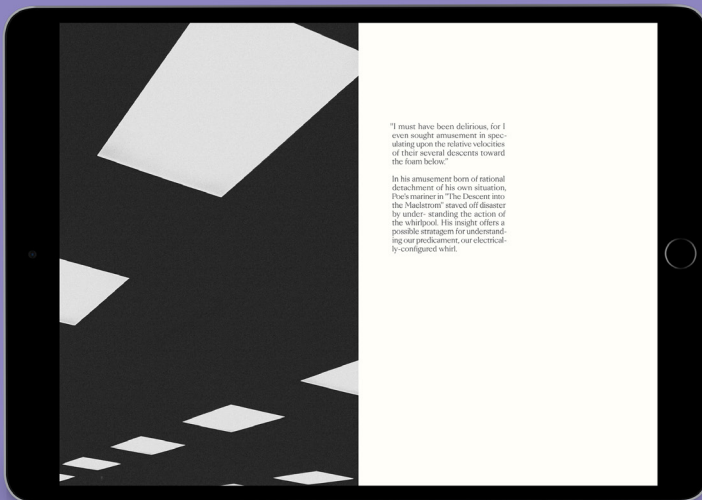 "I must have been delirious, for I
even sought amusement in spec-
ulating upon the relative velocities
of their several descents toward
the foam below."
In his amusement born of rational
detachment of his own situation,
Poe's mariner in "The Descent into
the Maelstrom" staved off disaster
by under- standing the action of
the whirlpool. His insight offers a
possible stratagem for understand-
ing our predicament, our electrical-
ly-configured whirl.